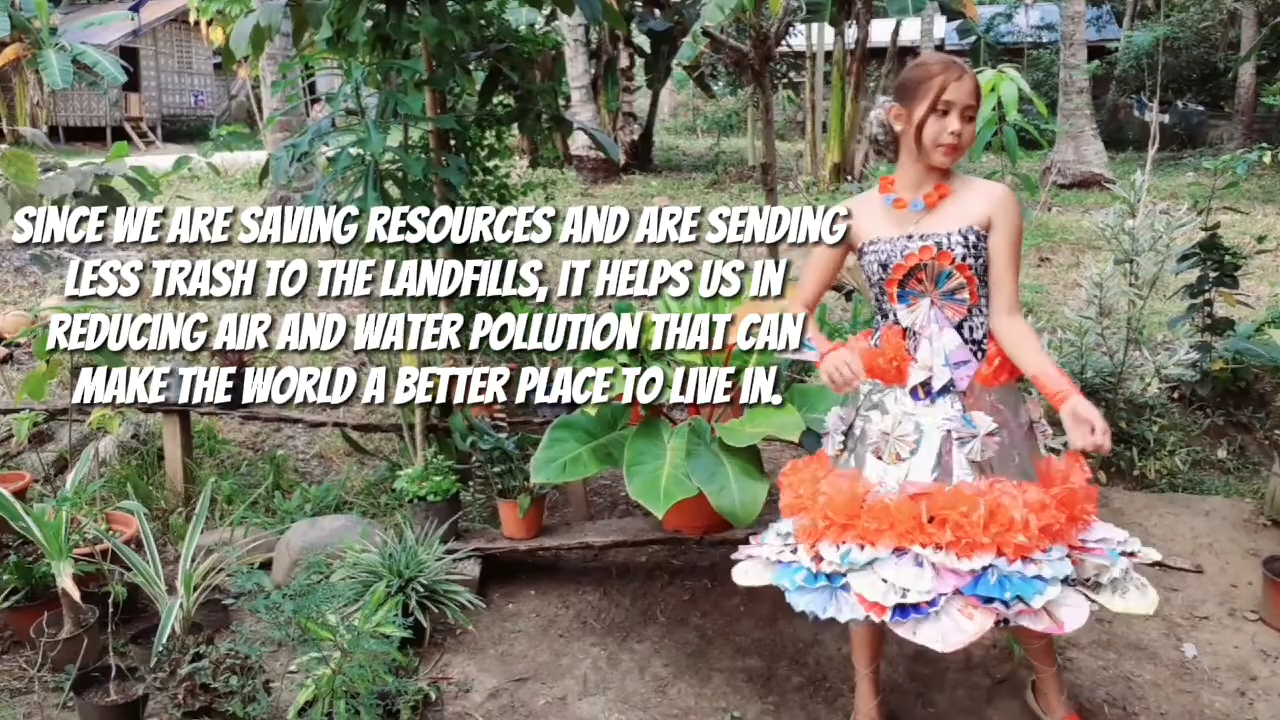 SINCE WE ARE SAVING RESOURCES AND ARE SENDING
LESS TRASH TO THE LANDFILLS, IT HELPS US IN
REDUCING AIR AND WATER POLLUTION THAT CAN
MAKE THE WORLD A BETTER PLACE TO LIVE IN.